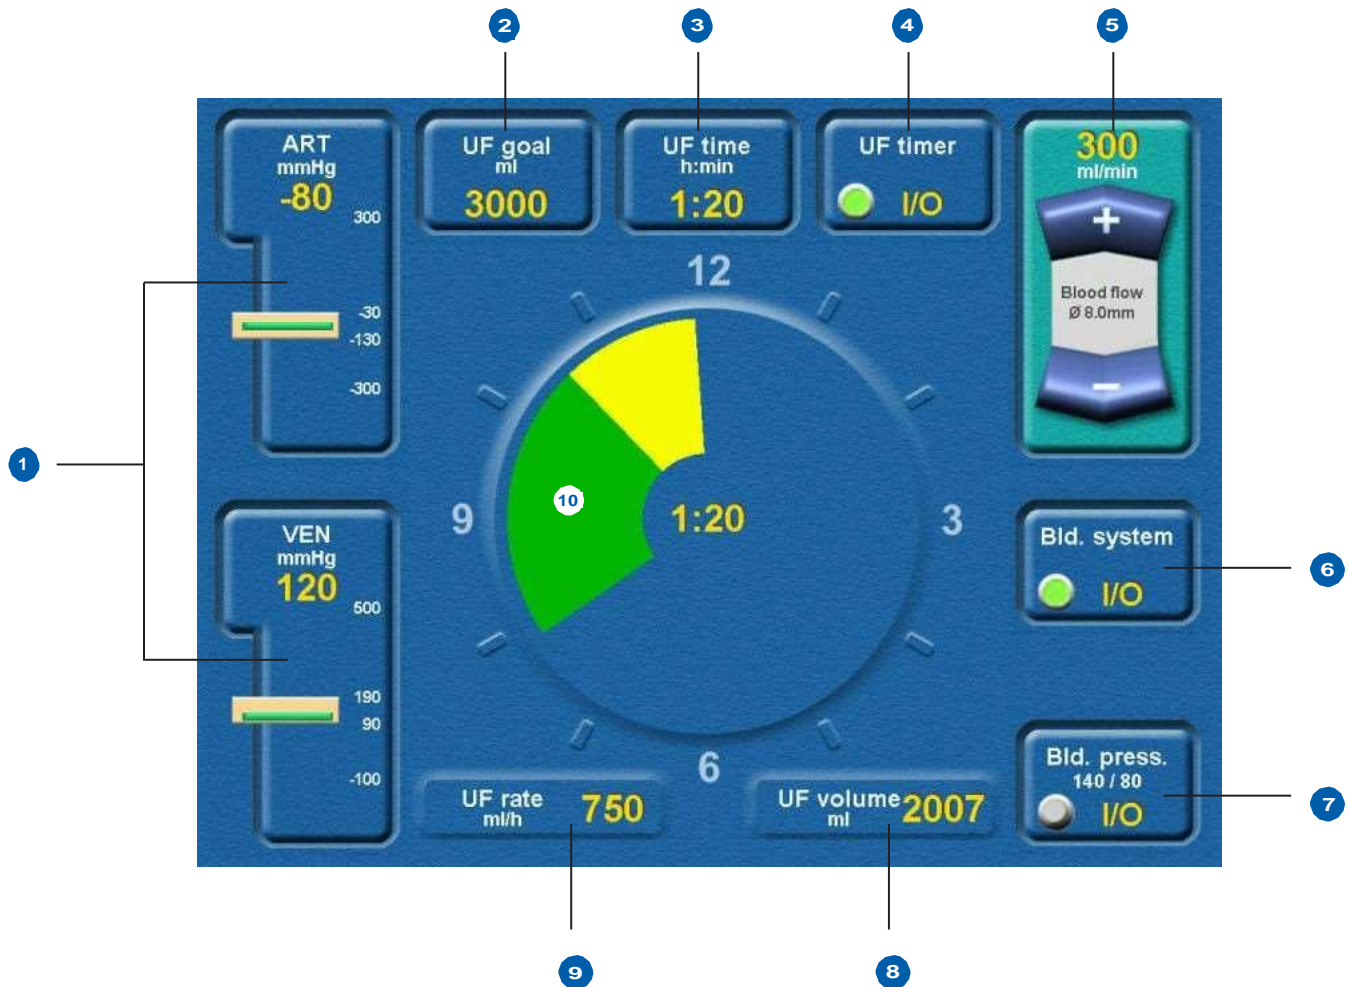 2
3
4
5
ART
mmHg
-80
300
-30
-130
-300
UF goal
ml
3000
UF time
h:min
1:20
UF timer
I/O
300
ml/min
+
Blood flow
Ø 8.0mm
−
12
1
9
10
1:20
3
VEN
mmHg
120
500
190
90
-100
Bld. system
I/O
6
6
Bld. press.
140 / 80
I/O
7
UF rate
ml/h
750
UF volume
ml
2007
9
8